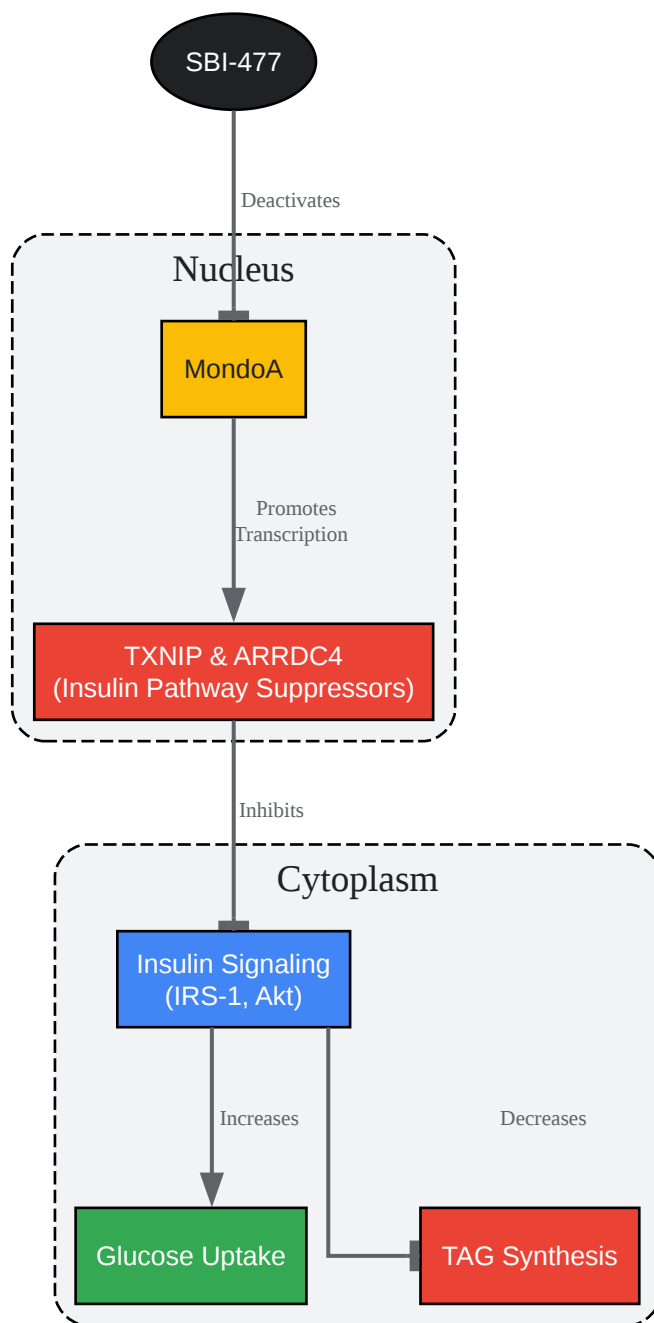 SBI-477
Deactivates
Nucleus
MondoA
Promotes
Transcription
TXNIP & ARRDC4
(Insulin Pathway Suppressors)
Inhibits
Cytoplasm
Insulin Signaling
(IRS-1, Akt)
Increases
Decreases
Glucose Uptake
TAG Synthesis